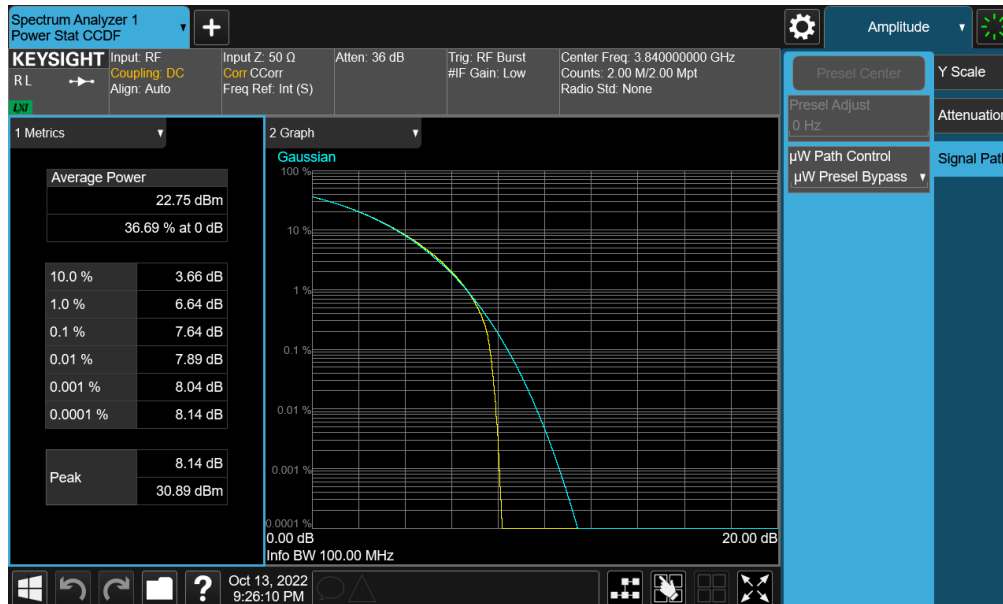 Spectrum Analyzer 1
Power Stat CCDF
+
Amplitude
KEYSIGHT
R L
LXI
Input: RF
Coupling: DC
Align: Auto
Input Z: 50 Ω
Corr CCorr
Freq Ref: Int (S)
Atten: 36 dB
Trig: RF Burst
#IF Gain: Low
Center Freq: 3.840000000 GHz
Counts: 2.00 M/2.00 Mpt
Radio Std: None
Presel Center
Presel Adjust
0 Hz
µW Path Control
µW Presel Bypass
Y Scale
Attenuation
Signal Path
1 Metrics
Average Power
22.75 dBm
36.69 % at 0 dB
10.0 % 3.66 dB
1.0 % 6.64 dB
0.1 % 7.64 dB
0.01 % 7.89 dB
0.001 % 8.04 dB
0.0001 % 8.14 dB
Peak 8.14 dB
30.89 dBm
2 Graph
Gaussian
100 %
10 %
1 %
0.1 %
0.01 %
0.001 %
0.0001 %
0.00 dB 20.00 dB
Info BW 100.00 MHz
?
Oct 13, 2022
9:26:10 PM